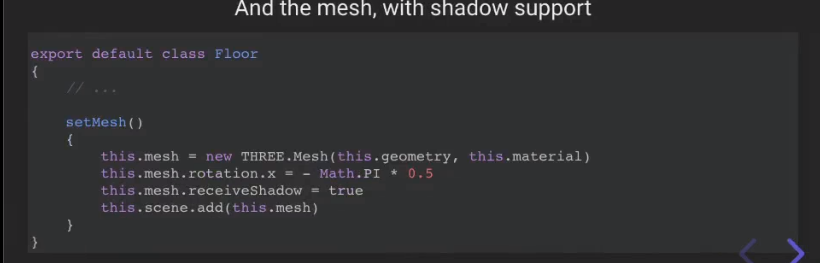 And the mesh, with shadow support
export default class Floor
{
    // ...
    setMesh()
    {
        this.mesh = new THREE.Mesh(this.geometry, this.material)
        this.mesh.rotation.x = - Math.PI * 0.5
        this.mesh.receiveShadow = true
        this.scene.add(this.mesh)
    }
}